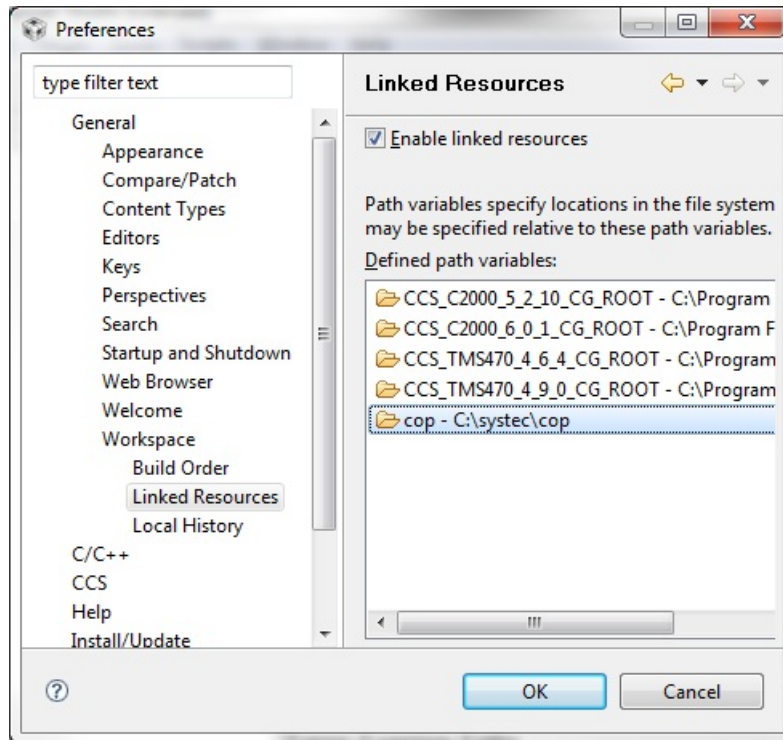 Preferences
type filter text
General
Appearance
Compare/Patch
Content Types
Editors
Keys
Perspectives
Search
Startup and Shutdown
Web Browser
Welcome
Workspace
Build Order
Linked Resources
Local History
C/C++
CCS
Help
Install/Update
Linked Resources
Enable linked resources
Path variables specify locations in the file system
may be specified relative to these path variables.
Defined path variables:
CCS_C2000_5_2_10_CG_ROOT - C:\Program
CCS_C2000_6_0_1_CG_ROOT - C:\Program F
CCS_TMS470_4_6_4_CG_ROOT - C:\Program
CCS_TMS470_4_9_0_CG_ROOT - C:\Program
cop - C:\systec\cop
OK
Cancel